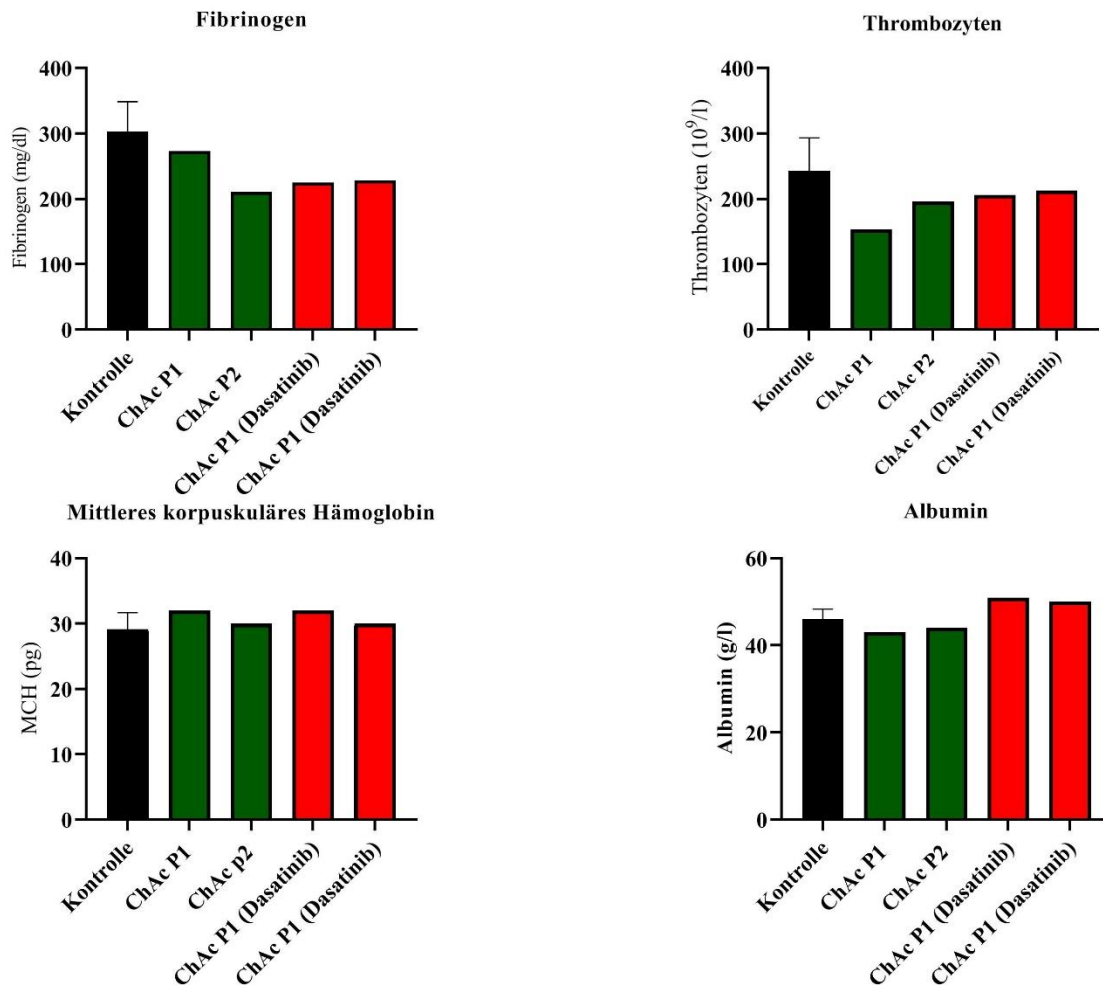 Fibrinogen
Fibrinogen (mg/dl)
400
300
200
100
0
Kontrolle
ChAc P1
ChAc P2
ChAc P1 (Dasatinib)
ChAc P1 (Dasatinib)
Thrombozyten
Thrombozyten (10⁹/l)
400
300
200
100
0
Kontrolle
ChAc P1
ChAc P2
ChAc P1 (Dasatinib)
ChAc P1 (Dasatinib)
Mittleres korpuskuläres Hämoglobin
MCH (pg)
40
30
20
10
0
Kontrolle
ChAc P1
ChAc p2
ChAc P1 (Dasatinib)
ChAc P1 (Dasatinib)
Albumin
Albumin (g/l)
60
40
20
0
Kontrolle
ChAc P1
ChAc P2
ChAc P1 (Dasatinib)
ChAc P1 (Dasatinib)